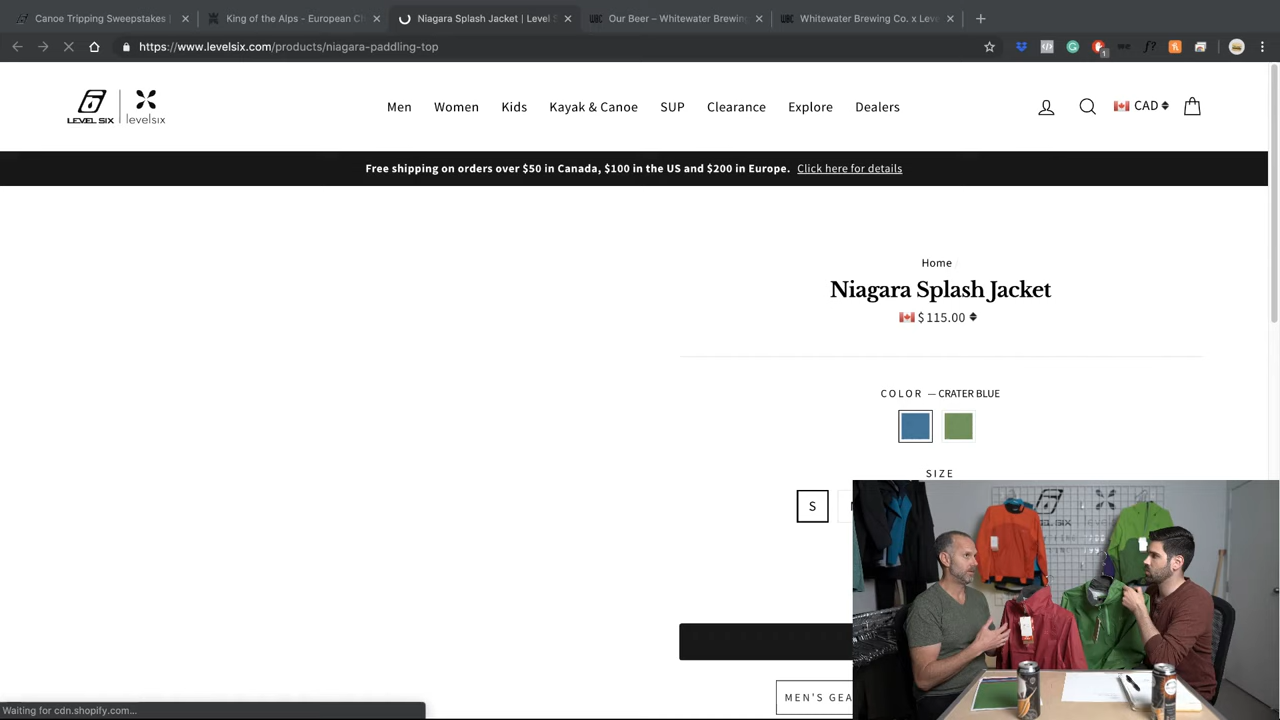 Canoe Tripping Sweepstakes |
King of the Alps - European Ch
Niagara Splash Jacket | Level S
Our Beer – Whitewater Brewing
Whitewater Brewing Co. x Leve
https://www.levelsix.com/products/niagara-paddling-top
LEVEL SIX
levelsix
Men
Women
Kids
Kayak & Canoe
SUP
Clearance
Explore
Dealers
CAD
Free shipping on orders over $50 in Canada, $100 in the US and $200 in Europe. Click here for details
Home
Niagara Splash Jacket
$ 115.00
COLOR — CRATER BLUE
SIZE
S
MEN'S GEA
Waiting for cdn.shopify.com...